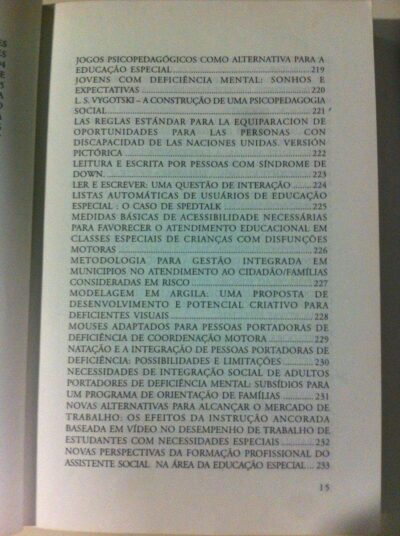 JOGOS PSICOPEDAGÓGICOS COMO ALTERNATIVA PARA A
EDUCAÇÃO ESPECIAL.......................................219
JOVENS COM DEFICIÊNCIA MENTAL: SONHOS E
EXPECTATIVAS.......................................220
L. S. VYGOTSKI – A CONSTRUÇÃO DE UMA PSICOPEDAGOGIA
SOCIAL.......................................221
LAS REGLAS ESTÁNDAR PARA LA EQUIPARACION DE
OPORTUNIDADES PARA LAS PERSONAS CON
DISCAPACIDAD DE LAS NACIONES UNIDAS. VERSIÓN
PICTÓRICA.......................................222
LEITURA E ESCRITA POR PESSOAS COM SÍNDROME DE
DOWN.......................................223
LER E ESCREVER: UMA QUESTÃO DE INTERAÇÃO..........224
LISTAS AUTOMÁTICAS DE USUÁRIOS DE EDUCAÇÃO
ESPECIAL : O CASO DE SPEDTALK.......................225
MEDIDAS BÁSICAS DE ACESSIBILIDADE NECESSÁRIAS
PARA FAVORECER O ATENDIMENTO EDUCACIONAL EM
CLASSES ESPECIAIS DE CRIANÇAS COM DISFUNÇÕES
MOTORAS.......................................226
METODOLOGIA PARA GESTÃO INTEGRADA EM
MUNICIPIOS NO ATENDIMENTO AO CIDADÃO/FAMÍLIAS
CONSIDERADAS EM RISCO.......................................227
MODELAGEM EM ARGILA: UMA PROPOSTA DE
DESENVOLVIMENTO E POTENCIAL CRIATIVO PARA
DEFICIENTES VISUAIS.......................................228
MOUSES ADAPTADOS PARA PESSOAS PORTADORAS DE
DEFICIÊNCIA DE COORDENAÇÃO MOTORA...............229
NATAÇÃO E A INTEGRAÇÃO DE PESSOAS PORTADORAS DE
DEFICIÊNCIA: POSSIBILIDADES E LIMITAÇÕES............230
NECESSIDADES DE INTEGRAÇÃO SOCIAL DE ADULTOS
PORTADORES DE DEFICIÊNCIA MENTAL: SUBSÍDIOS PARA
UM PROGRAMA DE ORIENTAÇÃO DE FAMÍLIAS..........231
NOVAS ALTERNATIVAS PARA ALCANÇAR O MERCADO DE
TRABALHO: OS EFEITOS DA INSTRUÇÃO ANCORADA
BASEADA EM VÍDEO NO DESEMPENHO DE TRABALHO DE
ESTUDANTES COM NECESSIDADES ESPECIAIS............232
NOVAS PERSPECTIVAS DA FORMAÇÃO PROFISSIONAL DO
ASSISTENTE SOCIAL NA ÁREA DA EDUCAÇÃO ESPECIAL...233
15